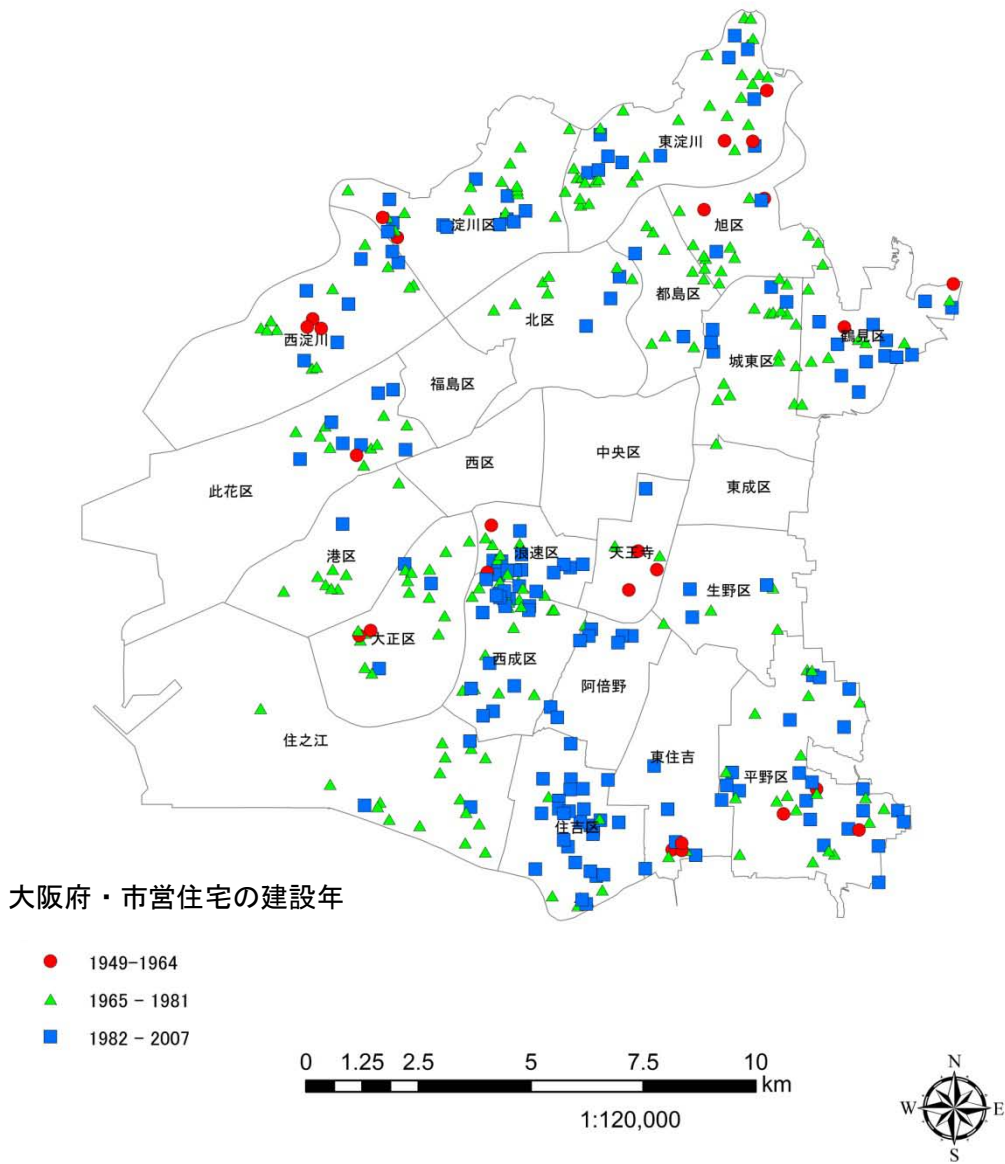 東淀川
旭区
淀川区
都島区
北区
鶴見区
西淀川
城東区
福島区
中央区
西区
東成区
此花区
浪速区
天王寺
港区
生野区
大正区
西成区
阿倍野
住之江
東住吉
平野区
住吉区
大阪府・市営住宅の建設年
1949-1964
1965 - 1981
1982 - 2007
0 1.25 2.5 5 7.5 10
km
1:120,000
N
W E
S